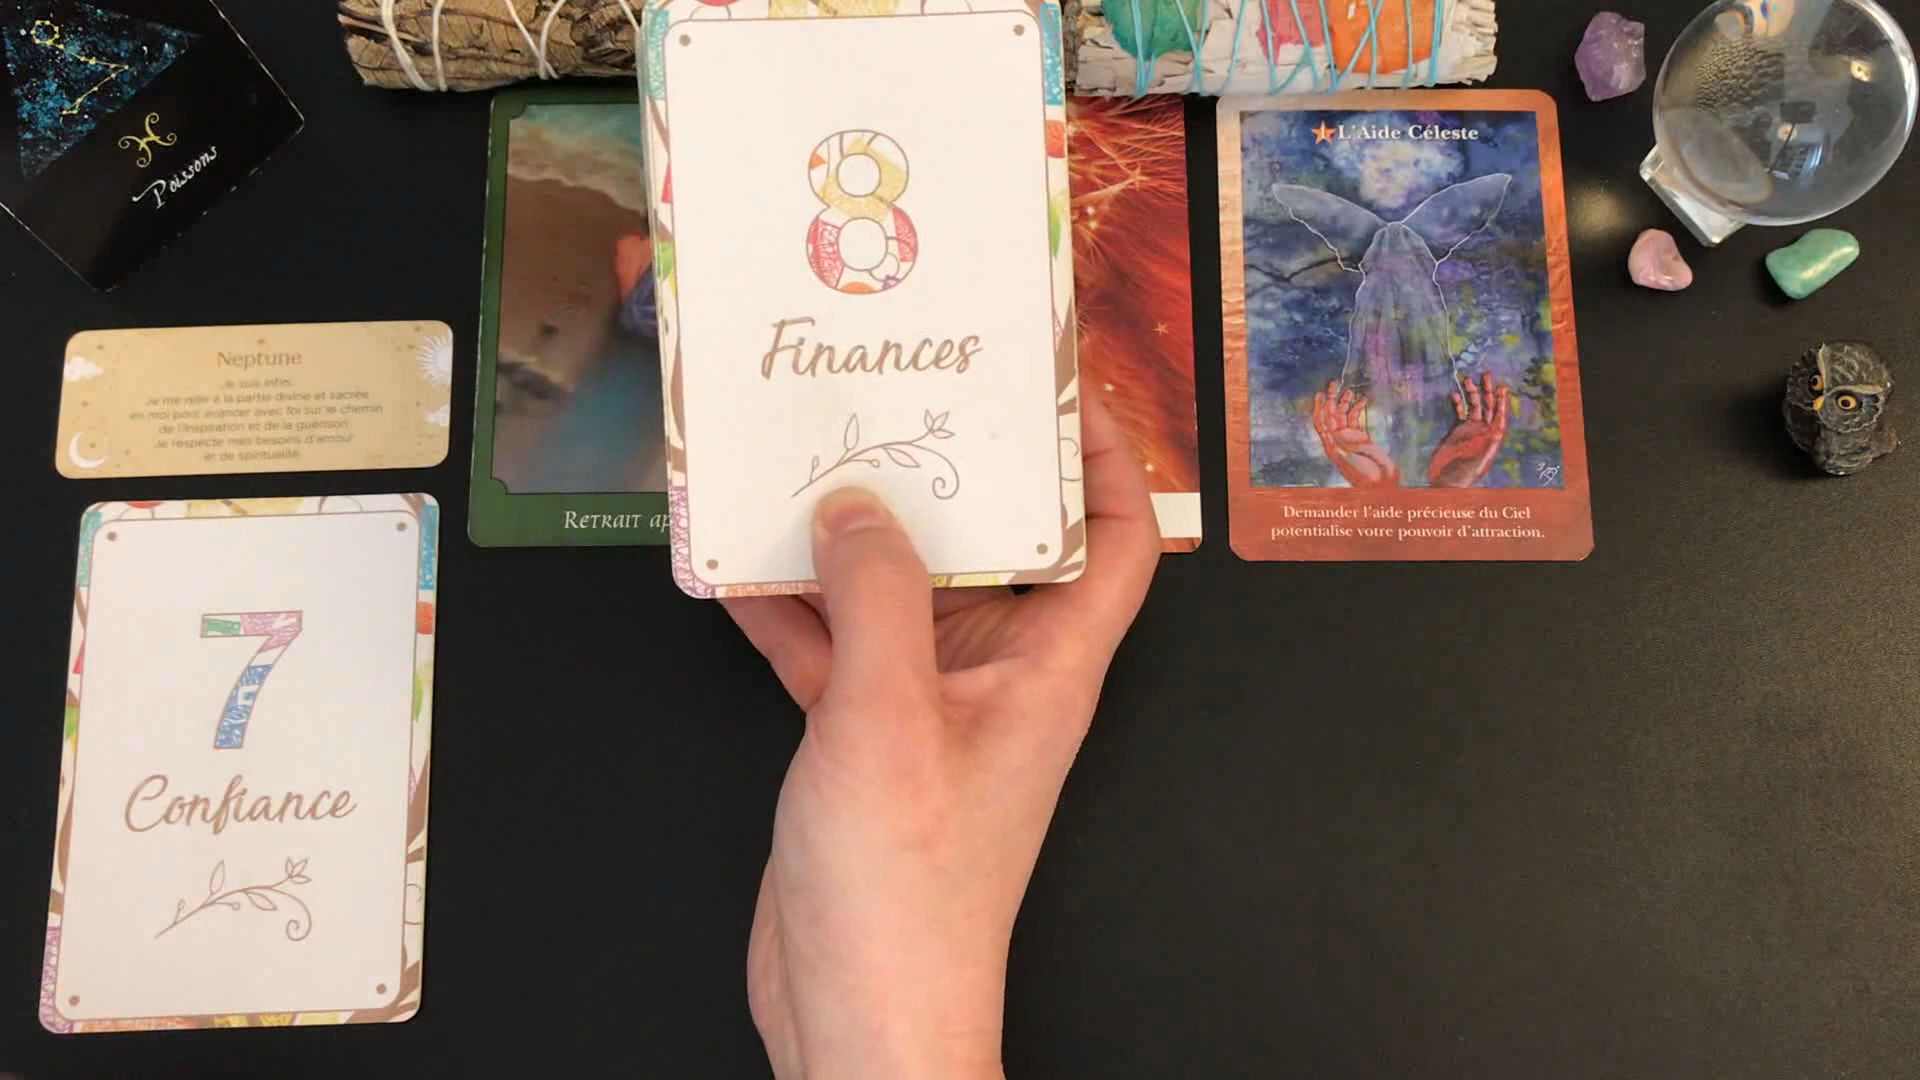 Poissons
Neptune
Je suis infini.
Je me relie à la partie divine et sacrée
en moi pour avancer avec foi sur le chemin
de l'inspiration et de la guérison.
Je respecte mes besoins d'amour
et de spiritualité.
7
Confiance
Retrait
8
Finances
1 L'Aide Céleste
Demander l'aide précieuse du Ciel
potentialise votre pouvoir d'attraction.